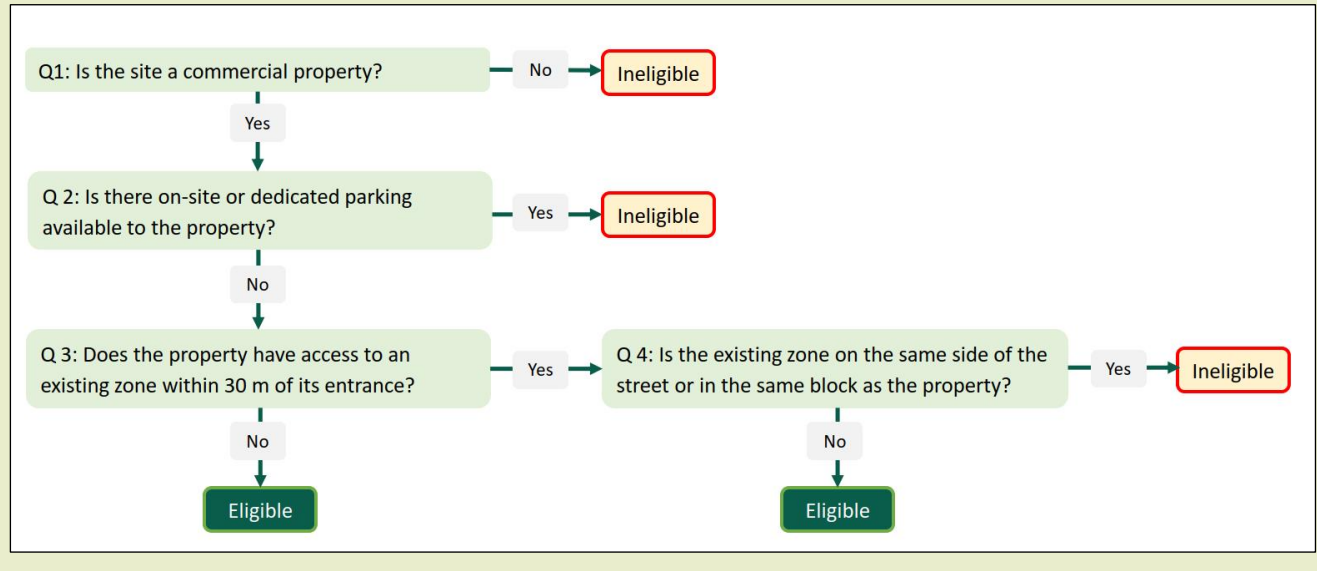 Q1: Is the site a commercial property?
No
Ineligible
Yes
Q 2: Is there on-site or dedicated parking
available to the property?
Yes
Ineligible
No
Q 3: Does the property have access to an
existing zone within 30 m of its entrance?
Yes
Q 4: Is the existing zone on the same side of the
street or in the same block as the property?
Yes
Ineligible
No
No
Eligible
Eligible